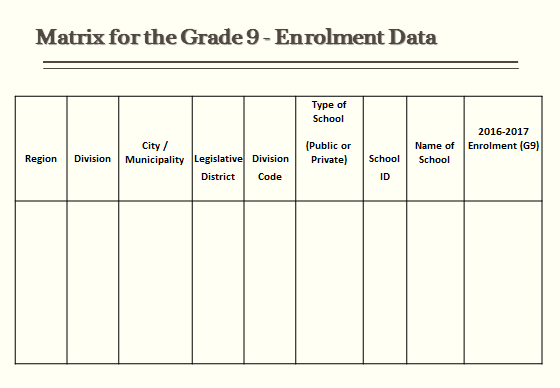 Matrix for the Grade 9 - Enrolment Data
Region
Division
City /
Municipality
Legislative
District
Division
Code
Type of
School
(Public or
Private)
School
ID
Name of
School
2016-2017
Enrolment (G9)